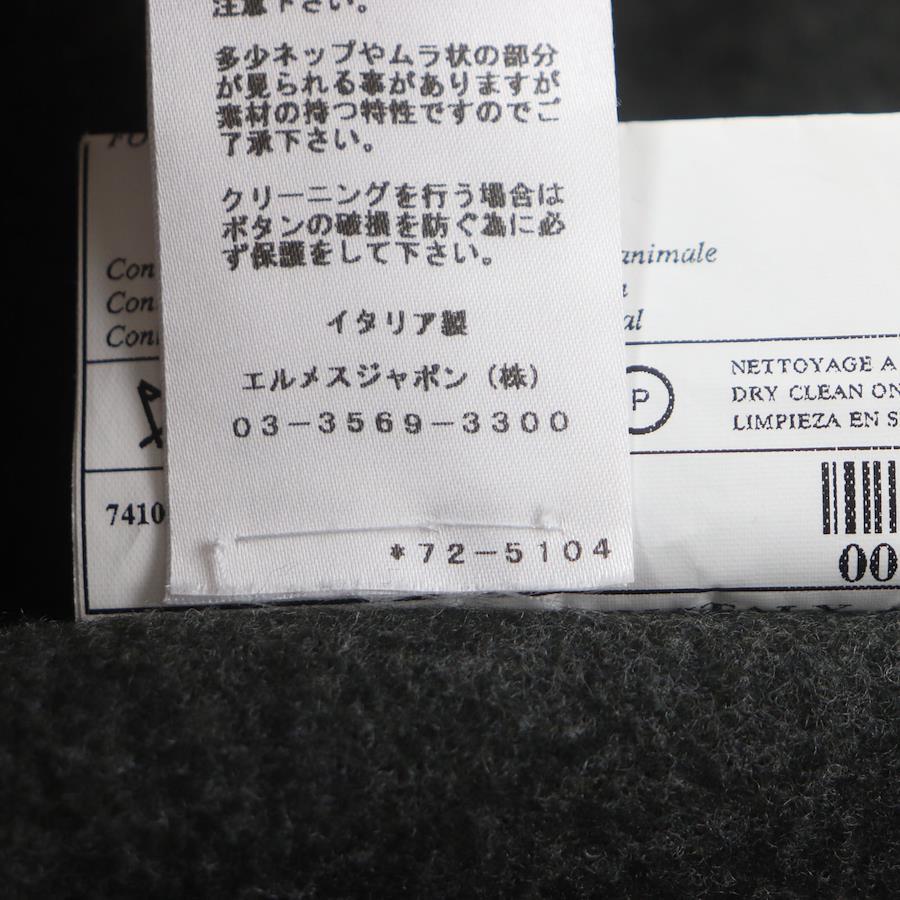 注意下さい。
多少ネップやムラ状の部分
が見られる事がありますが
素材の持つ特性ですのでご
了承下さい。
クリーニングを行う場合は
ボタンの破損を防ぐ為に必
ず保護をして下さい。
イタリア製
エルメスジャポン（株）
03-3569-3300
*72-5104
FO
Con
Con
Con
animale
al
P
NETTOYAGE A
DRY CLEAN ON
LIMPIEZA EN S
7410
00